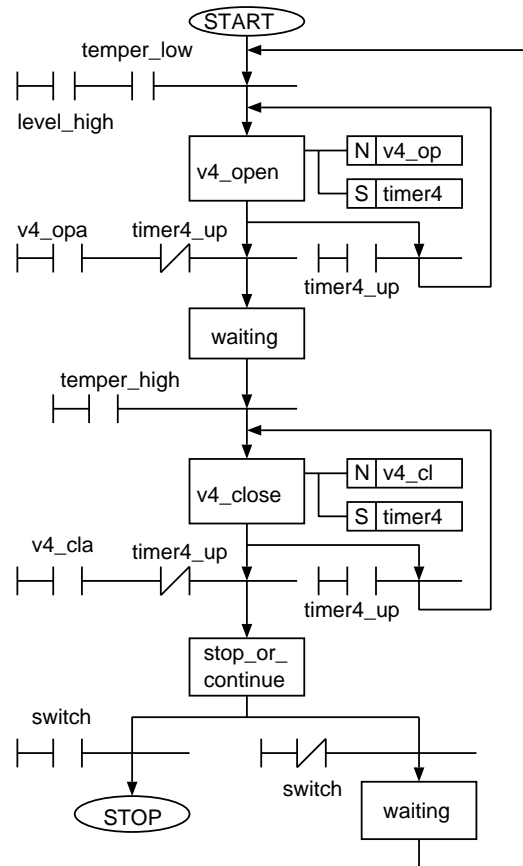 START
temper_low
level_high
v4_open
N v4_op
S timer4
v4_opa
timer4_up
timer4_up
waiting
temper_high
v4_close
N v4_cl
S timer4
v4_cla
timer4_up
timer4_up
stop_or_
continue
switch
switch
STOP
waiting